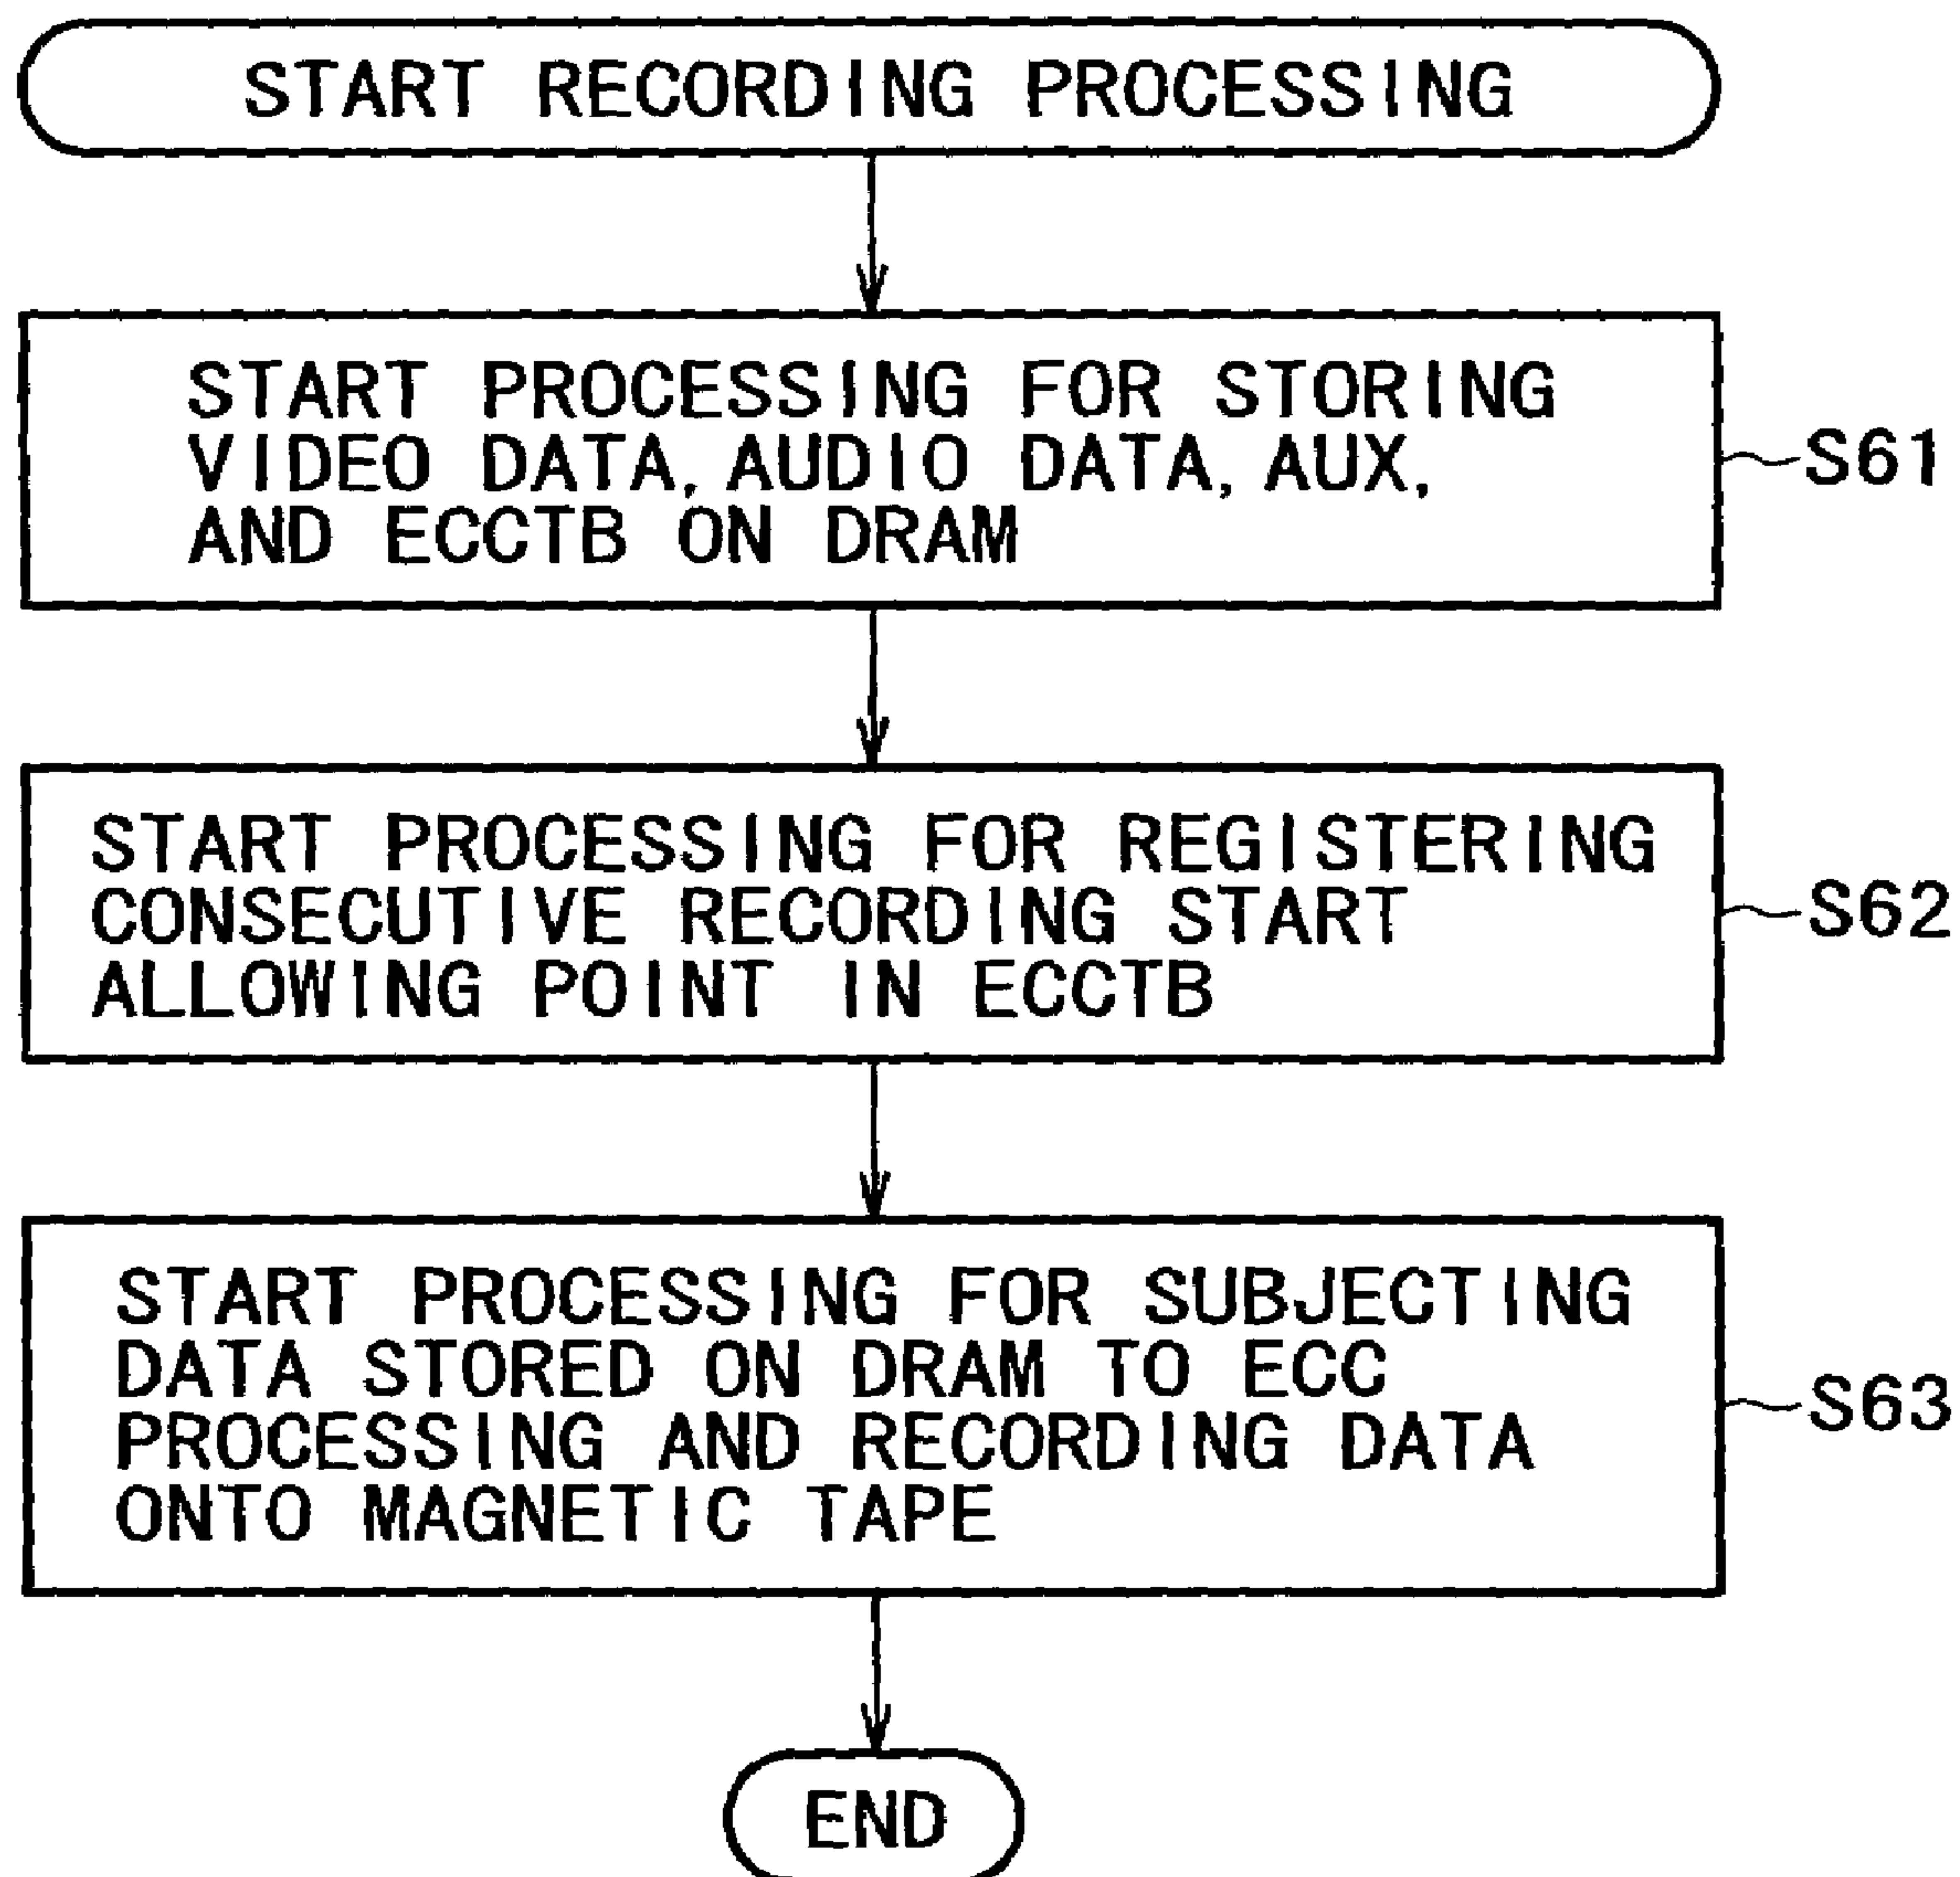 START RECORDING PROCESSING
START PROCESSING FOR STORING
VIDEO DATA, AUDIO DATA, AUX,
AND ECCTB ON DRAM
S61
START PROCESSING FOR REGISTERING
CONSECUTIVE RECORDING START
ALLOWING POINT IN ECCTB
S62
START PROCESSING FOR SUBJECTING
DATA STORED ON DRAM TO ECC
PROCESSING AND RECORDING DATA
ONTO MAGNETIC TAPE
S63
END